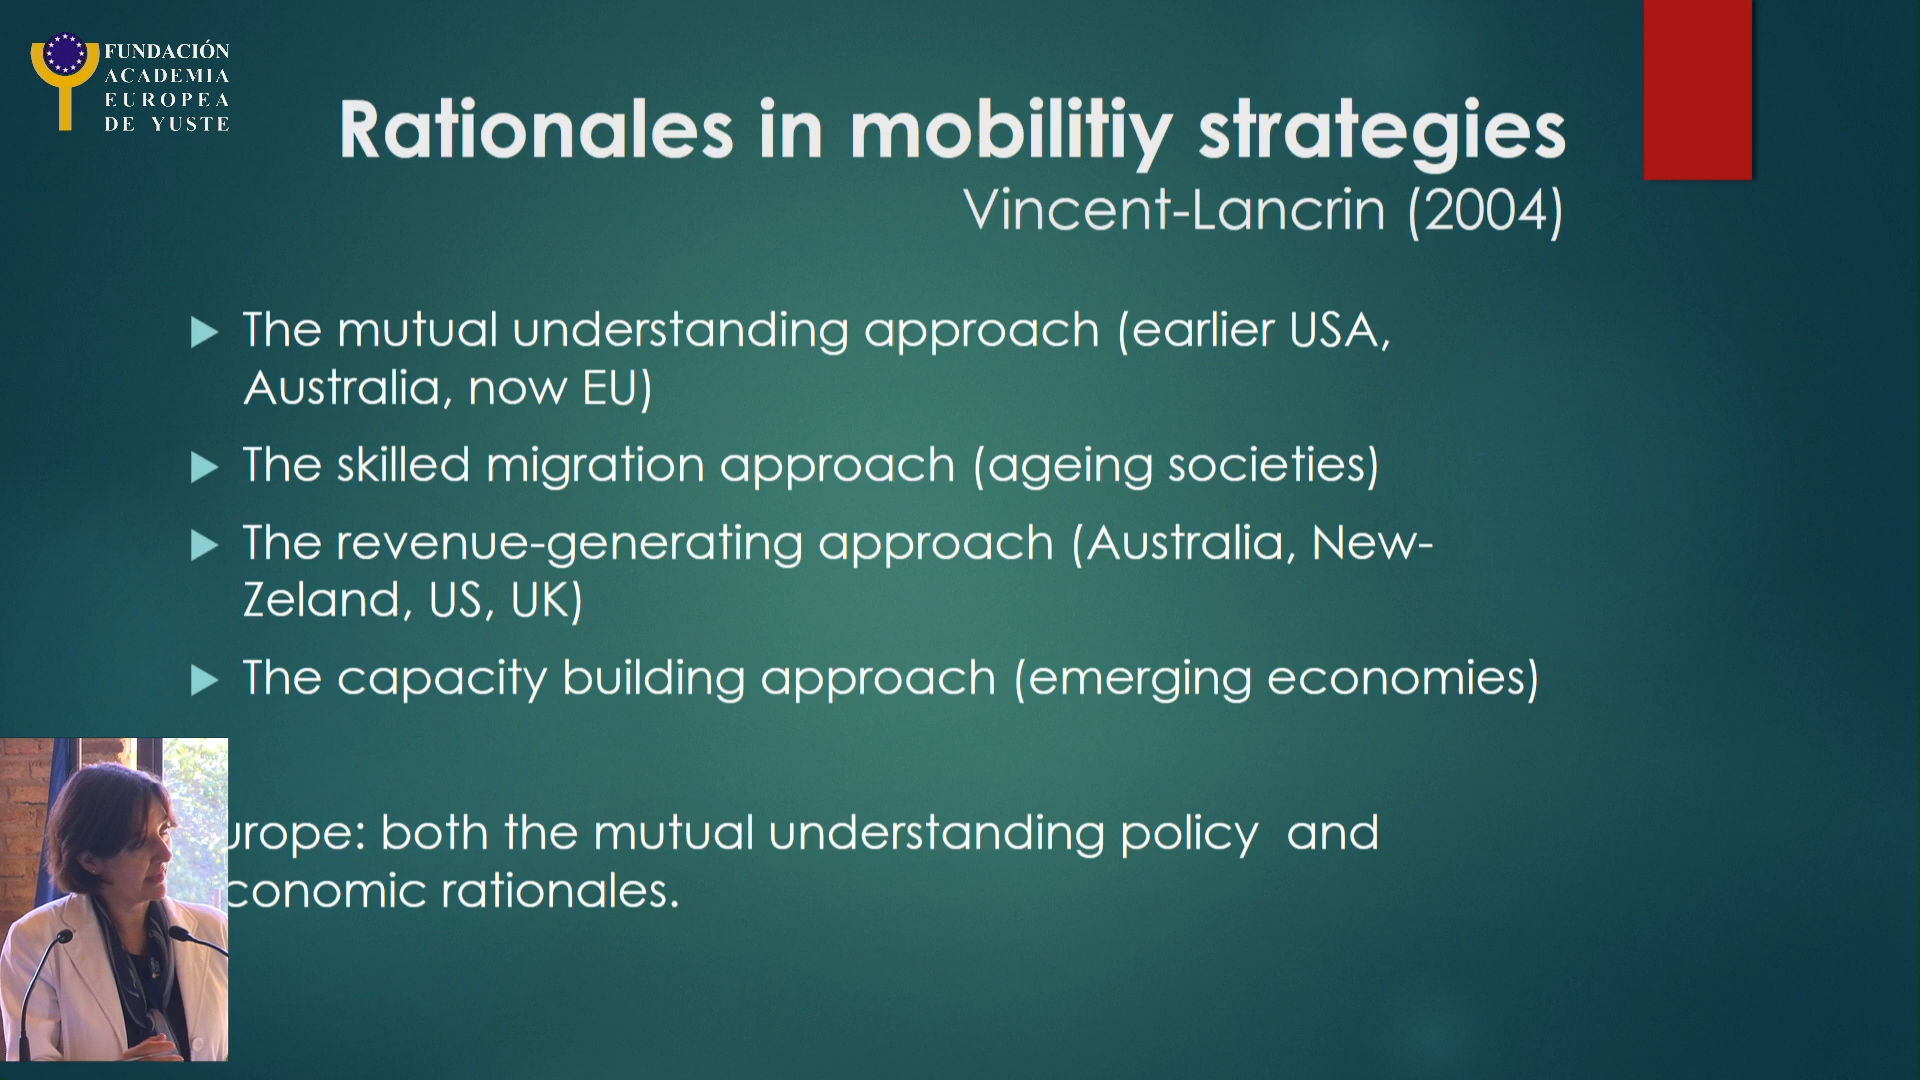 FUNDACIÓN
ACADEMIA
EUROPEA
DE YUSTE
Rationales in mobilitiy strategies
Vincent-Lancrin (2004)
The mutual understanding approach (earlier USA,
Australia, now EU)
The skilled migration approach (ageing societies)
The revenue-generating approach (Australia, New-
Zeland, US, UK)
The capacity building approach (emerging economies)
urope: both the mutual understanding policy and
conomic rationales.